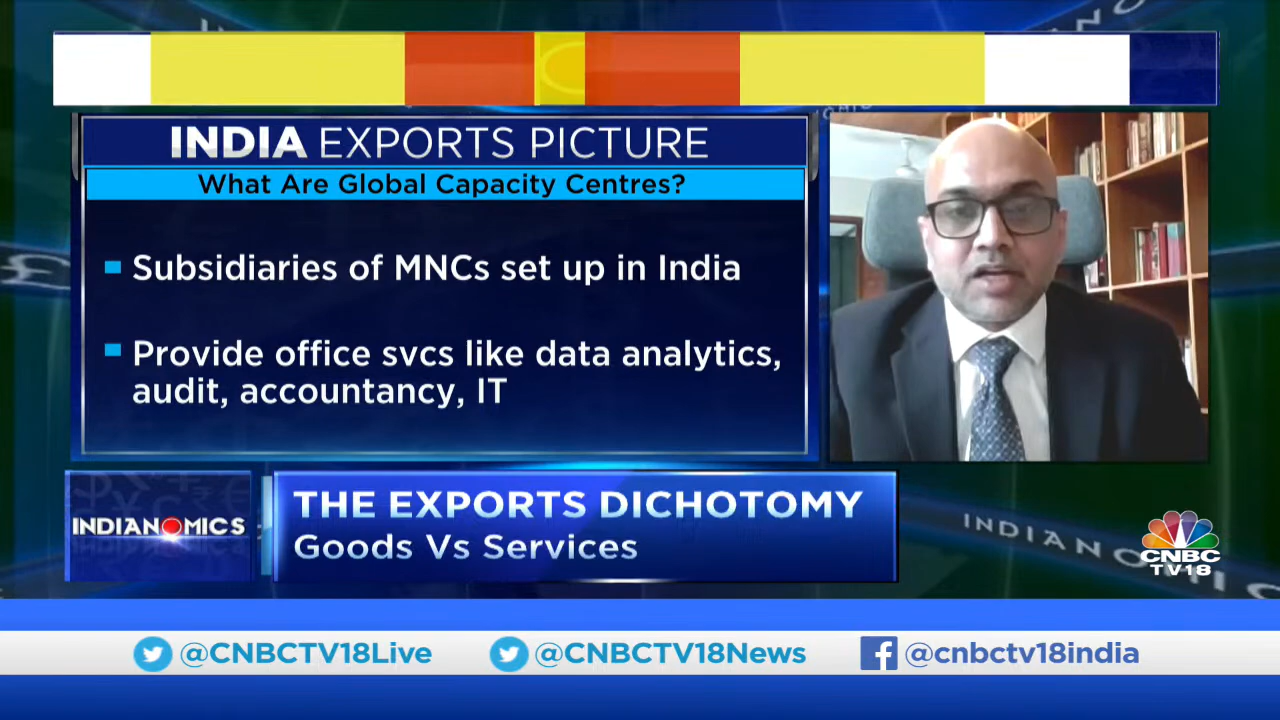 INDIA EXPORTS PICTURE
What Are Global Capacity Centres?
Subsidiaries of MNCs set up in India
Provide office svcs like data analytics,
audit, accountancy, IT
THE EXPORTS DICHOTOMY
Goods Vs Services
INDIANOMICS
INDIANOMICS
CNBC
TV18
@CNBCTV18Live
@CNBCTV18News
@cnbctv18india